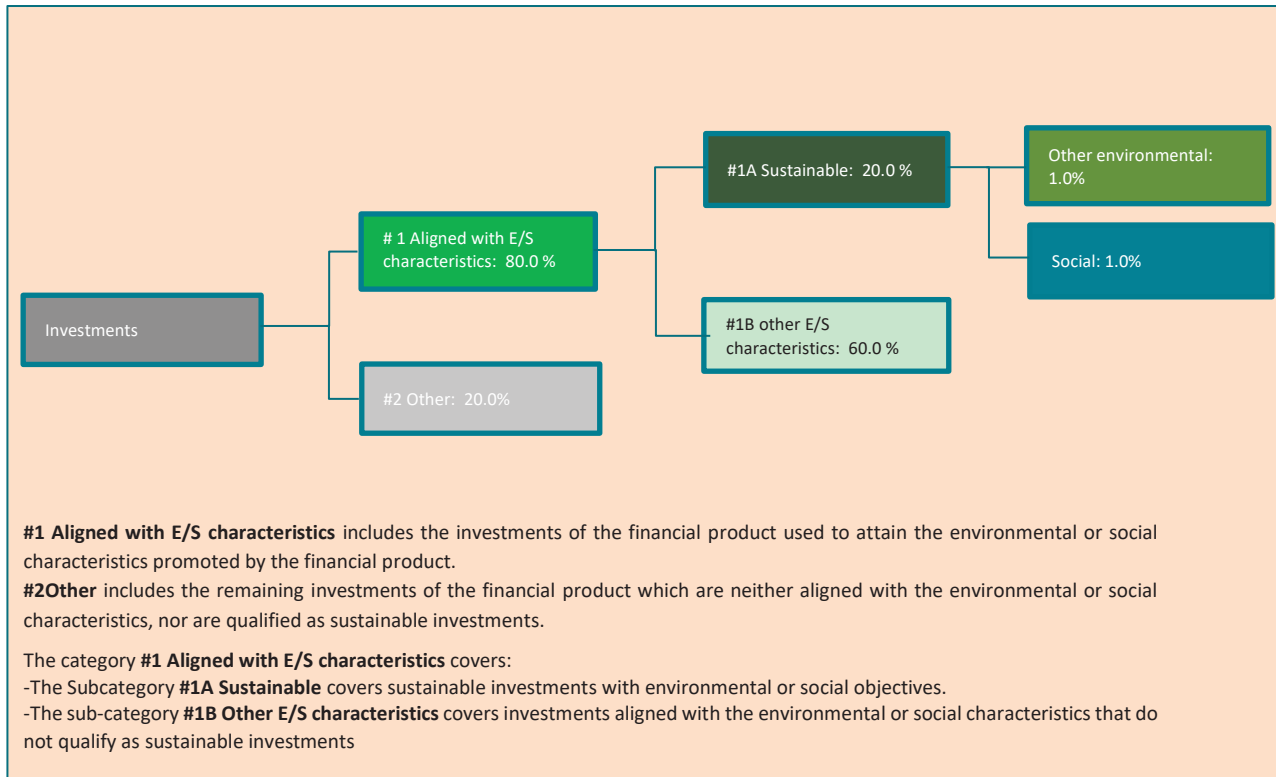 Investments
# 1 Aligned with E/S
characteristics: 80.0 %
#2 Other: 20.0%
#1A Sustainable: 20.0 %
#1B other E/S
characteristics: 60.0 %
Other environmental:
1.0%
Social: 1.0%
#1 Aligned with E/S characteristics includes the investments of the financial product used to attain the environmental or social
characteristics promoted by the financial product.
#2Other includes the remaining investments of the financial product which are neither aligned with the environmental or social
characteristics, nor are qualified as sustainable investments.
The category #1 Aligned with E/S characteristics covers:
-The Subcategory #1A Sustainable covers sustainable investments with environmental or social objectives.
-The sub-category #1B Other E/S characteristics covers investments aligned with the environmental or social characteristics that do
not qualify as sustainable investments